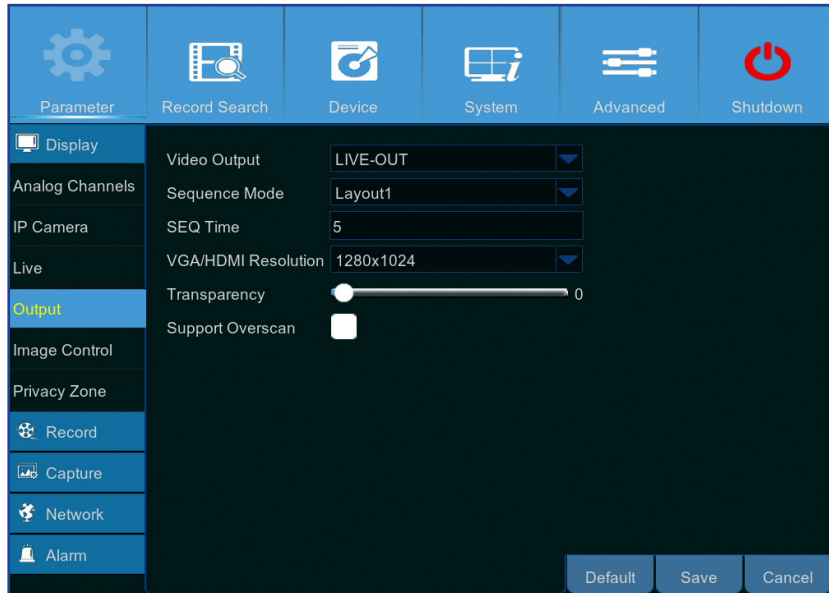 Parameter
Record Search
Device
System
Advanced
Shutdown
Display
Analog Channels
IP Camera
Live
Output
Image Control
Privacy Zone
Record
Capture
Network
Alarm
Video Output LIVE-OUT
Sequence Mode Layout1
SEQ Time 5
VGA/HDMI Resolution 1280x1024
Transparency 0
Support Overscan
Default
Save
Cancel